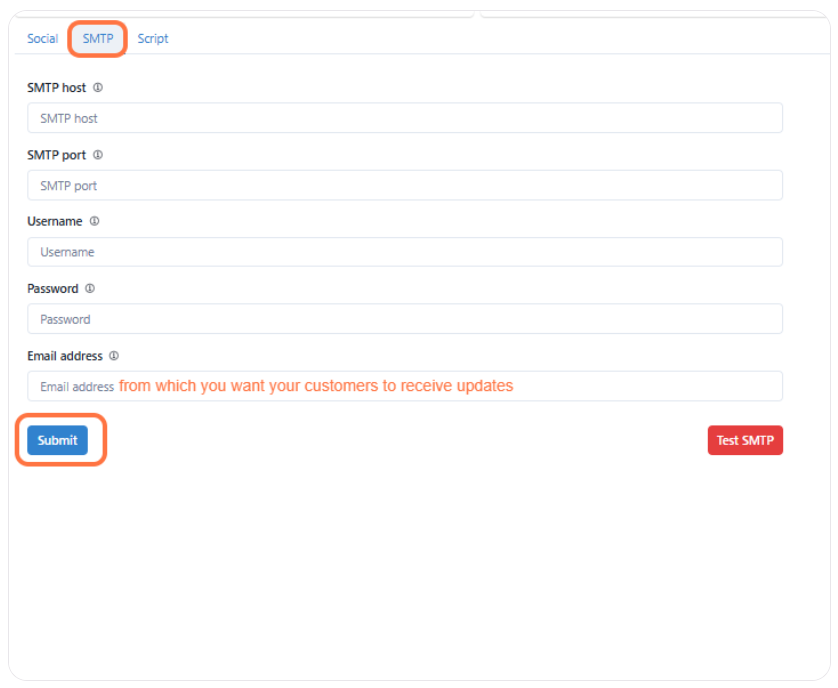 Social SMTP Script
SMTP host
SMTP host
SMTP port
SMTP port
Username
Username
Password
Password
Email address
Email address from which you want your customers to receive updates
Submit Test SMTP